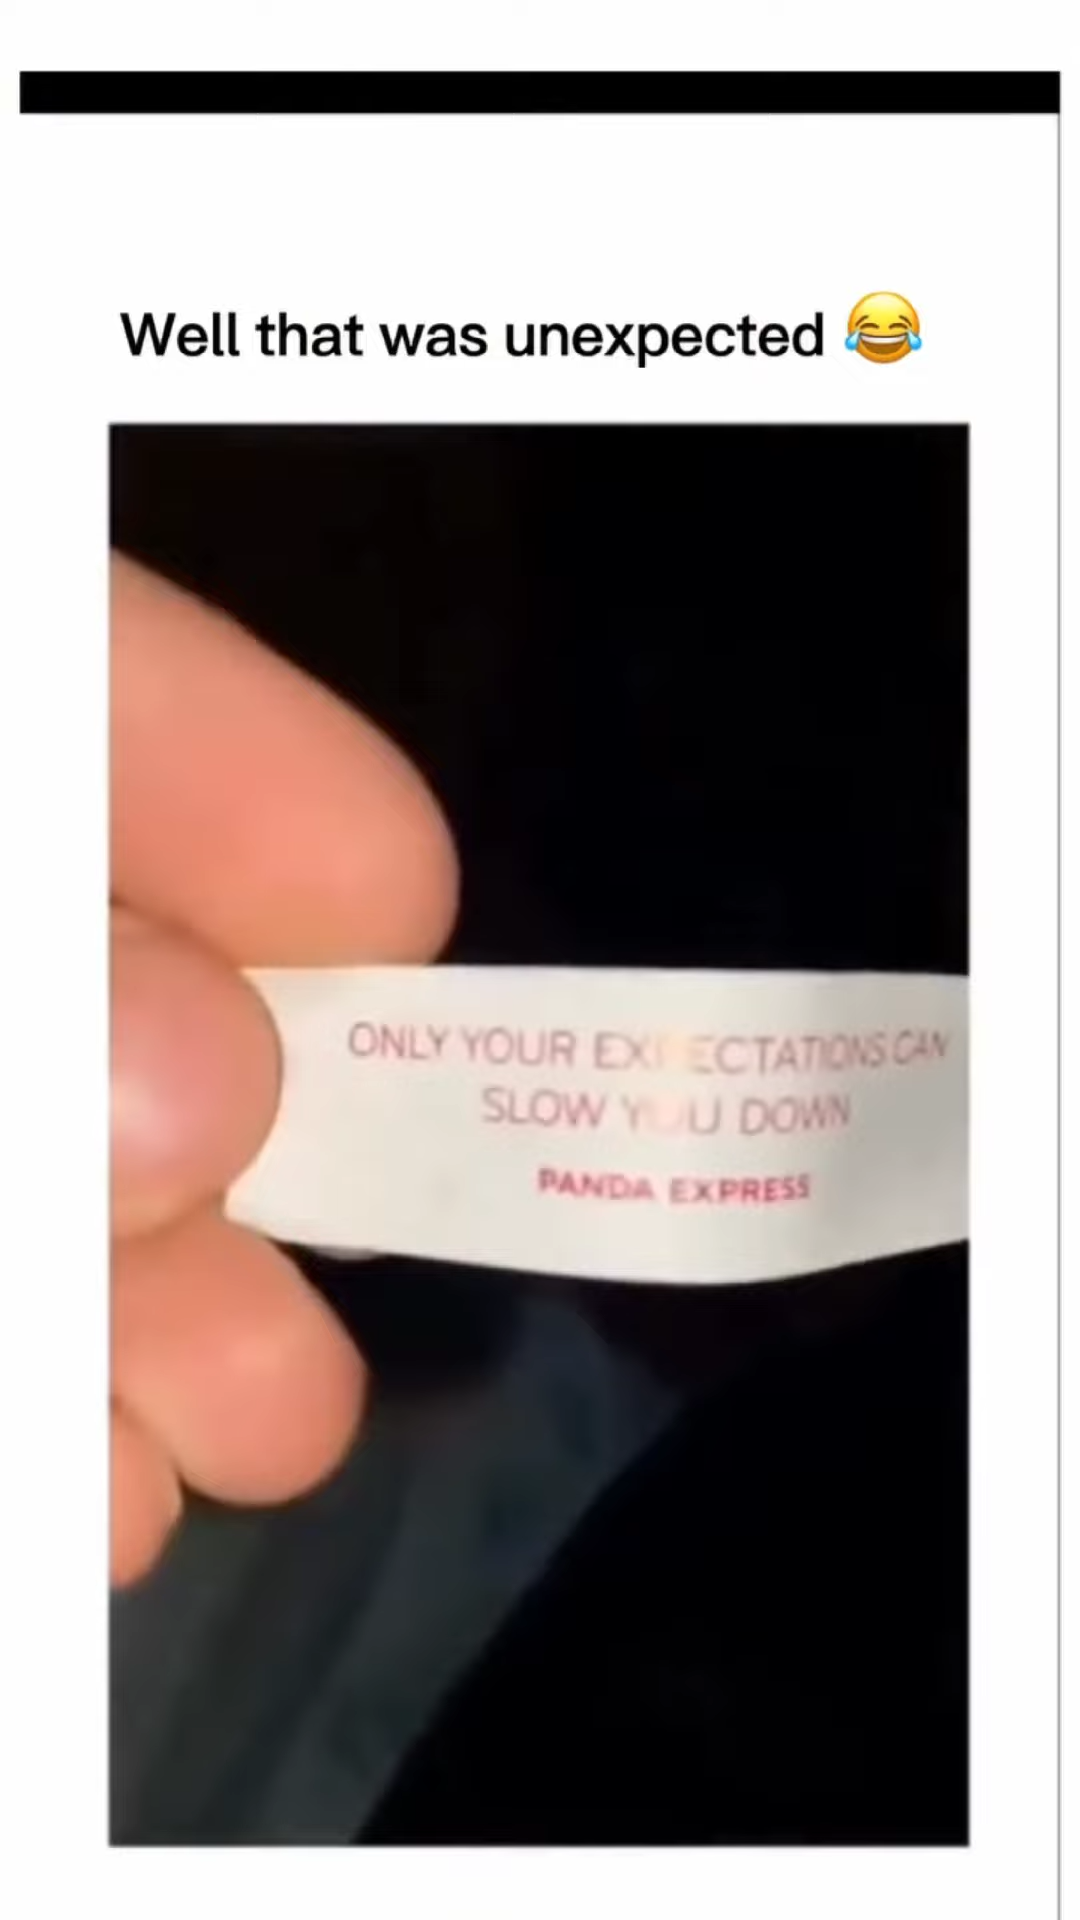 Well that was unexpected 😂
ONLY YOUR EXPECTATIONS CAN
SLOW YOU DOWN
PANDA EXPRESS